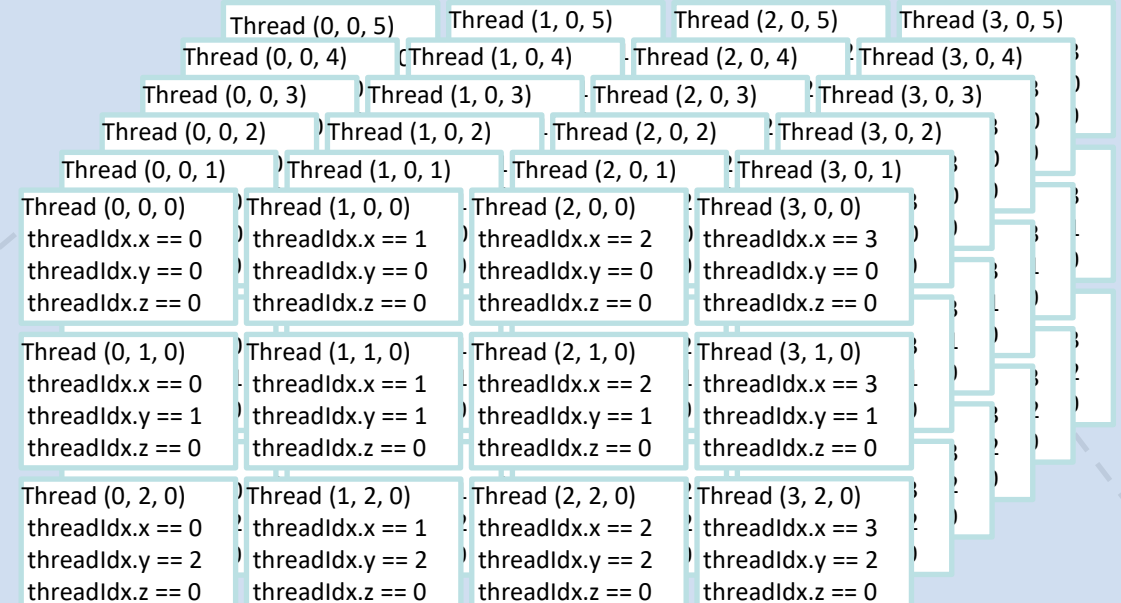 Thread (0, 0, 5) Thread (1, 0, 5) Thread (2, 0, 5) Thread (3, 0, 5)
Thread (0, 0, 4) Thread (1, 0, 4) Thread (2, 0, 4) Thread (3, 0, 4)
Thread (0, 0, 3) Thread (1, 0, 3) Thread (2, 0, 3) Thread (3, 0, 3)
Thread (0, 0, 2) Thread (1, 0, 2) Thread (2, 0, 2) Thread (3, 0, 2)
Thread (0, 0, 1) Thread (1, 0, 1) Thread (2, 0, 1) Thread (3, 0, 1)
Thread (0, 0, 0) Thread (1, 0, 0) Thread (2, 0, 0) Thread (3, 0, 0)
threadIdx.x == 0 threadIdx.x == 1 threadIdx.x == 2 threadIdx.x == 3
threadIdx.y == 0 threadIdx.y == 0 threadIdx.y == 0 threadIdx.y == 0
threadIdx.z == 0 threadIdx.z == 0 threadIdx.z == 0 threadIdx.z == 0
Thread (0, 1, 0) Thread (1, 1, 0) Thread (2, 1, 0) Thread (3, 1, 0)
threadIdx.x == 0 threadIdx.x == 1 threadIdx.x == 2 threadIdx.x == 3
threadIdx.y == 1 threadIdx.y == 1 threadIdx.y == 1 threadIdx.y == 1
threadIdx.z == 0 threadIdx.z == 0 threadIdx.z == 0 threadIdx.z == 0
Thread (0, 2, 0) Thread (1, 2, 0) Thread (2, 2, 0) Thread (3, 2, 0)
threadIdx.x == 0 threadIdx.x == 1 threadIdx.x == 2 threadIdx.x == 3
threadIdx.y == 2 threadIdx.y == 2 threadIdx.y == 2 threadIdx.y == 2
threadIdx.z == 0 threadIdx.z == 0 threadIdx.z == 0 threadIdx.z == 0